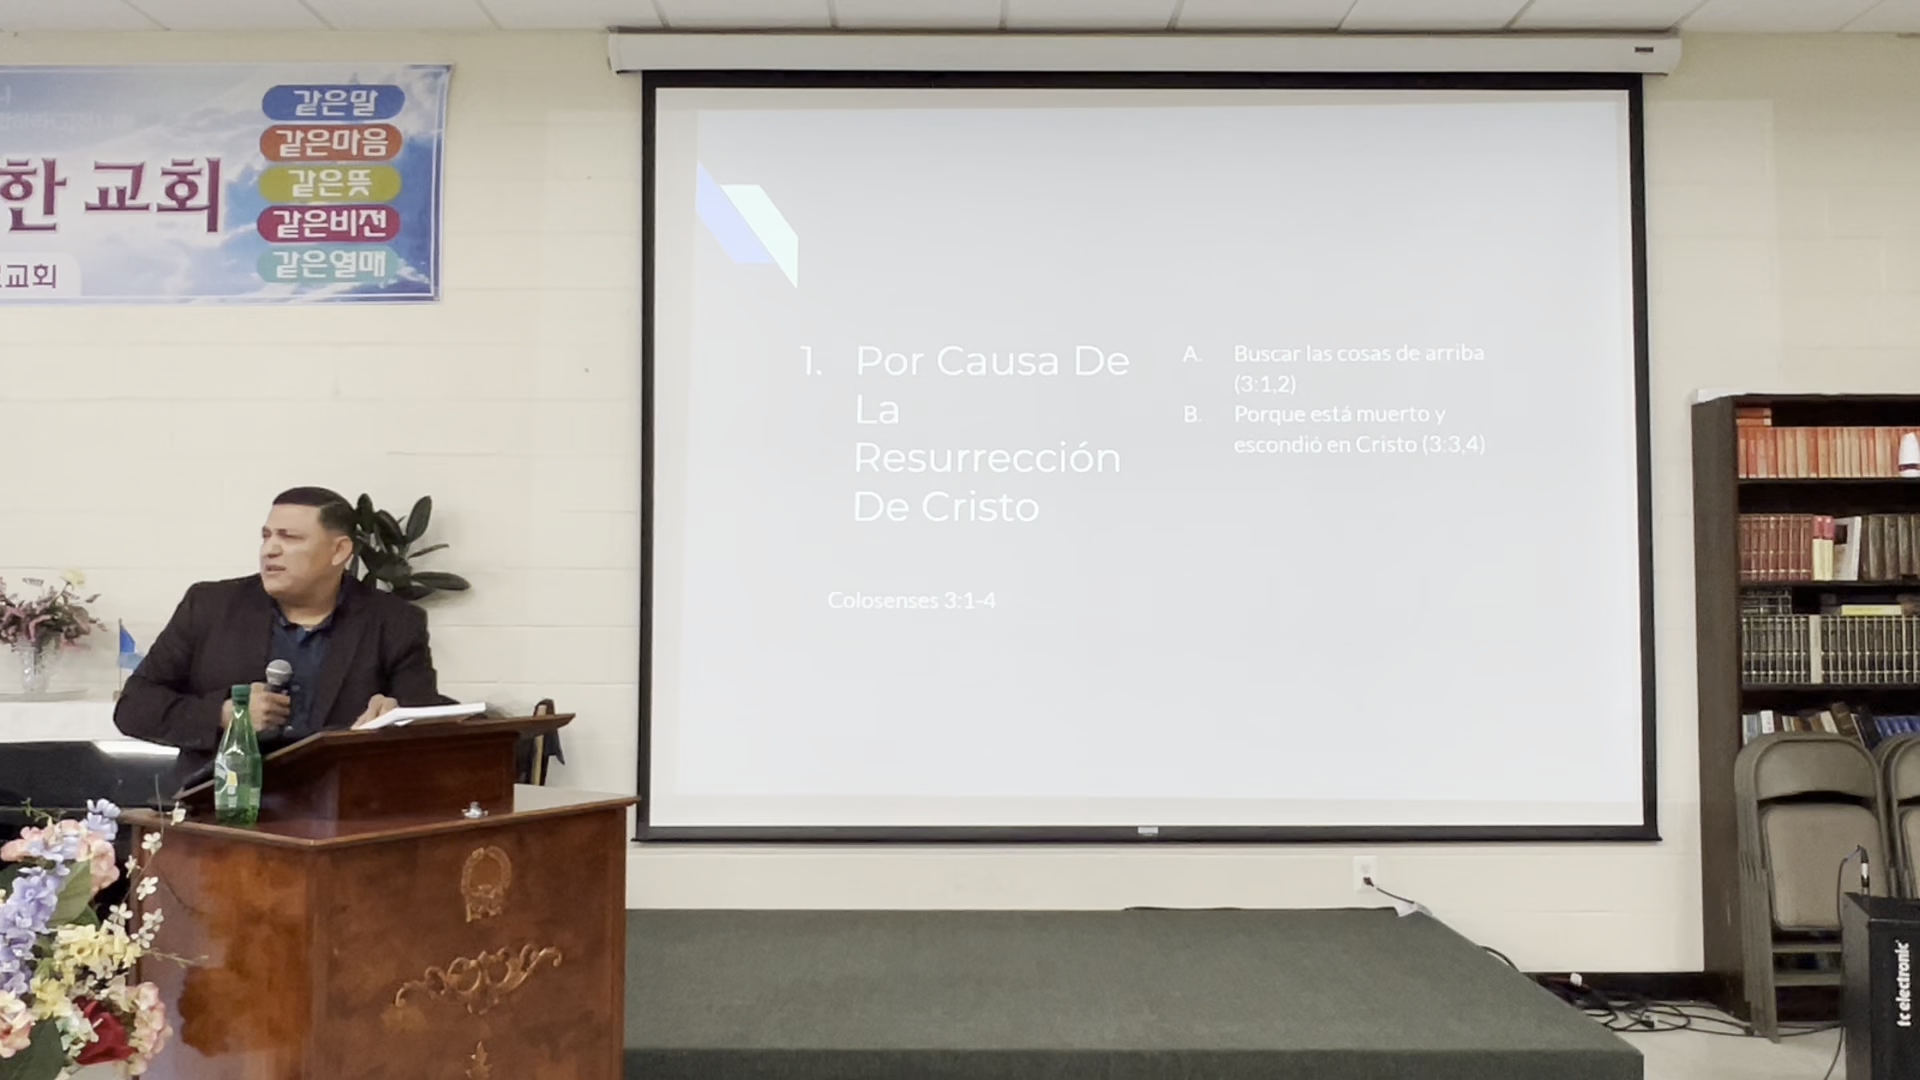 같은말
같은마음
같은뜻
같은비전
같은열매
한 교회
교회
1. Por Causa De
La
Resurrección
De Cristo
Colosenses 3:1-4
A. Buscar las cosas de arriba
(3:1,2)
B. Porque está muerto y
escondió en Cristo (3:3,4)
tc electronic